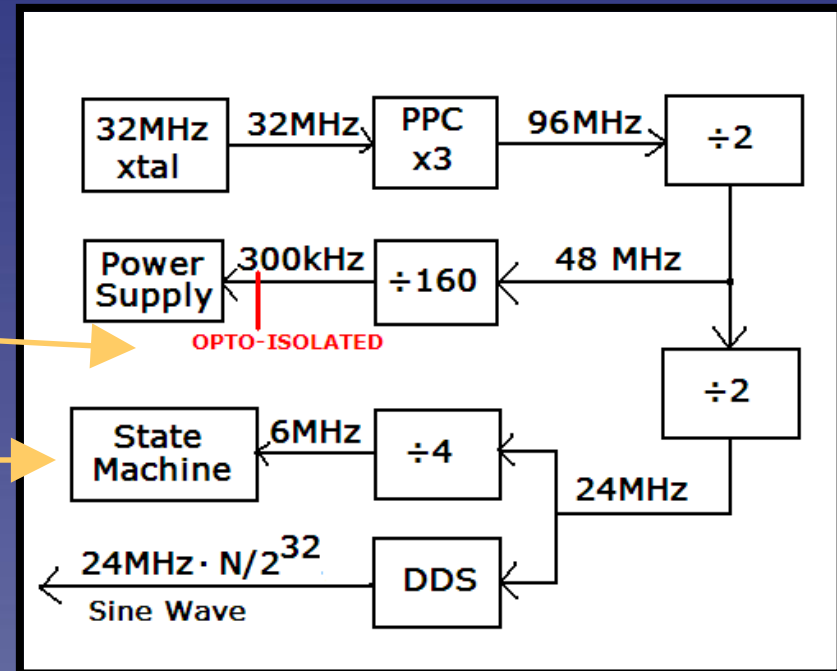 32MHz
xtal
32MHz
PPC
x3
96MHz
÷2
Power
Supply
300kHz
÷160
48 MHz
OPTO-ISOLATED
÷2
State
Machine
6MHz
÷4
24MHz
24MHz· N/2^32
Sine Wave
DDS